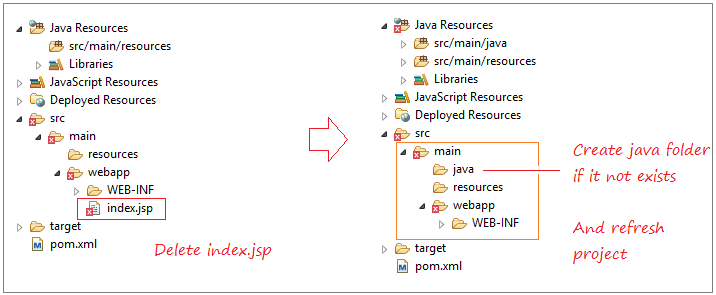 Java Resources
src/main/resources
Libraries
JavaScript Resources
Deployed Resources
src
main
resources
webapp
WEB-INF
index.jsp
target
pom.xml
Delete index.jsp
Java Resources
src/main/java
src/main/resources
Libraries
JavaScript Resources
Deployed Resources
src
main
java
resources
webapp
WEB-INF
target
pom.xml
Create java folder
if it not exists
And refresh
project